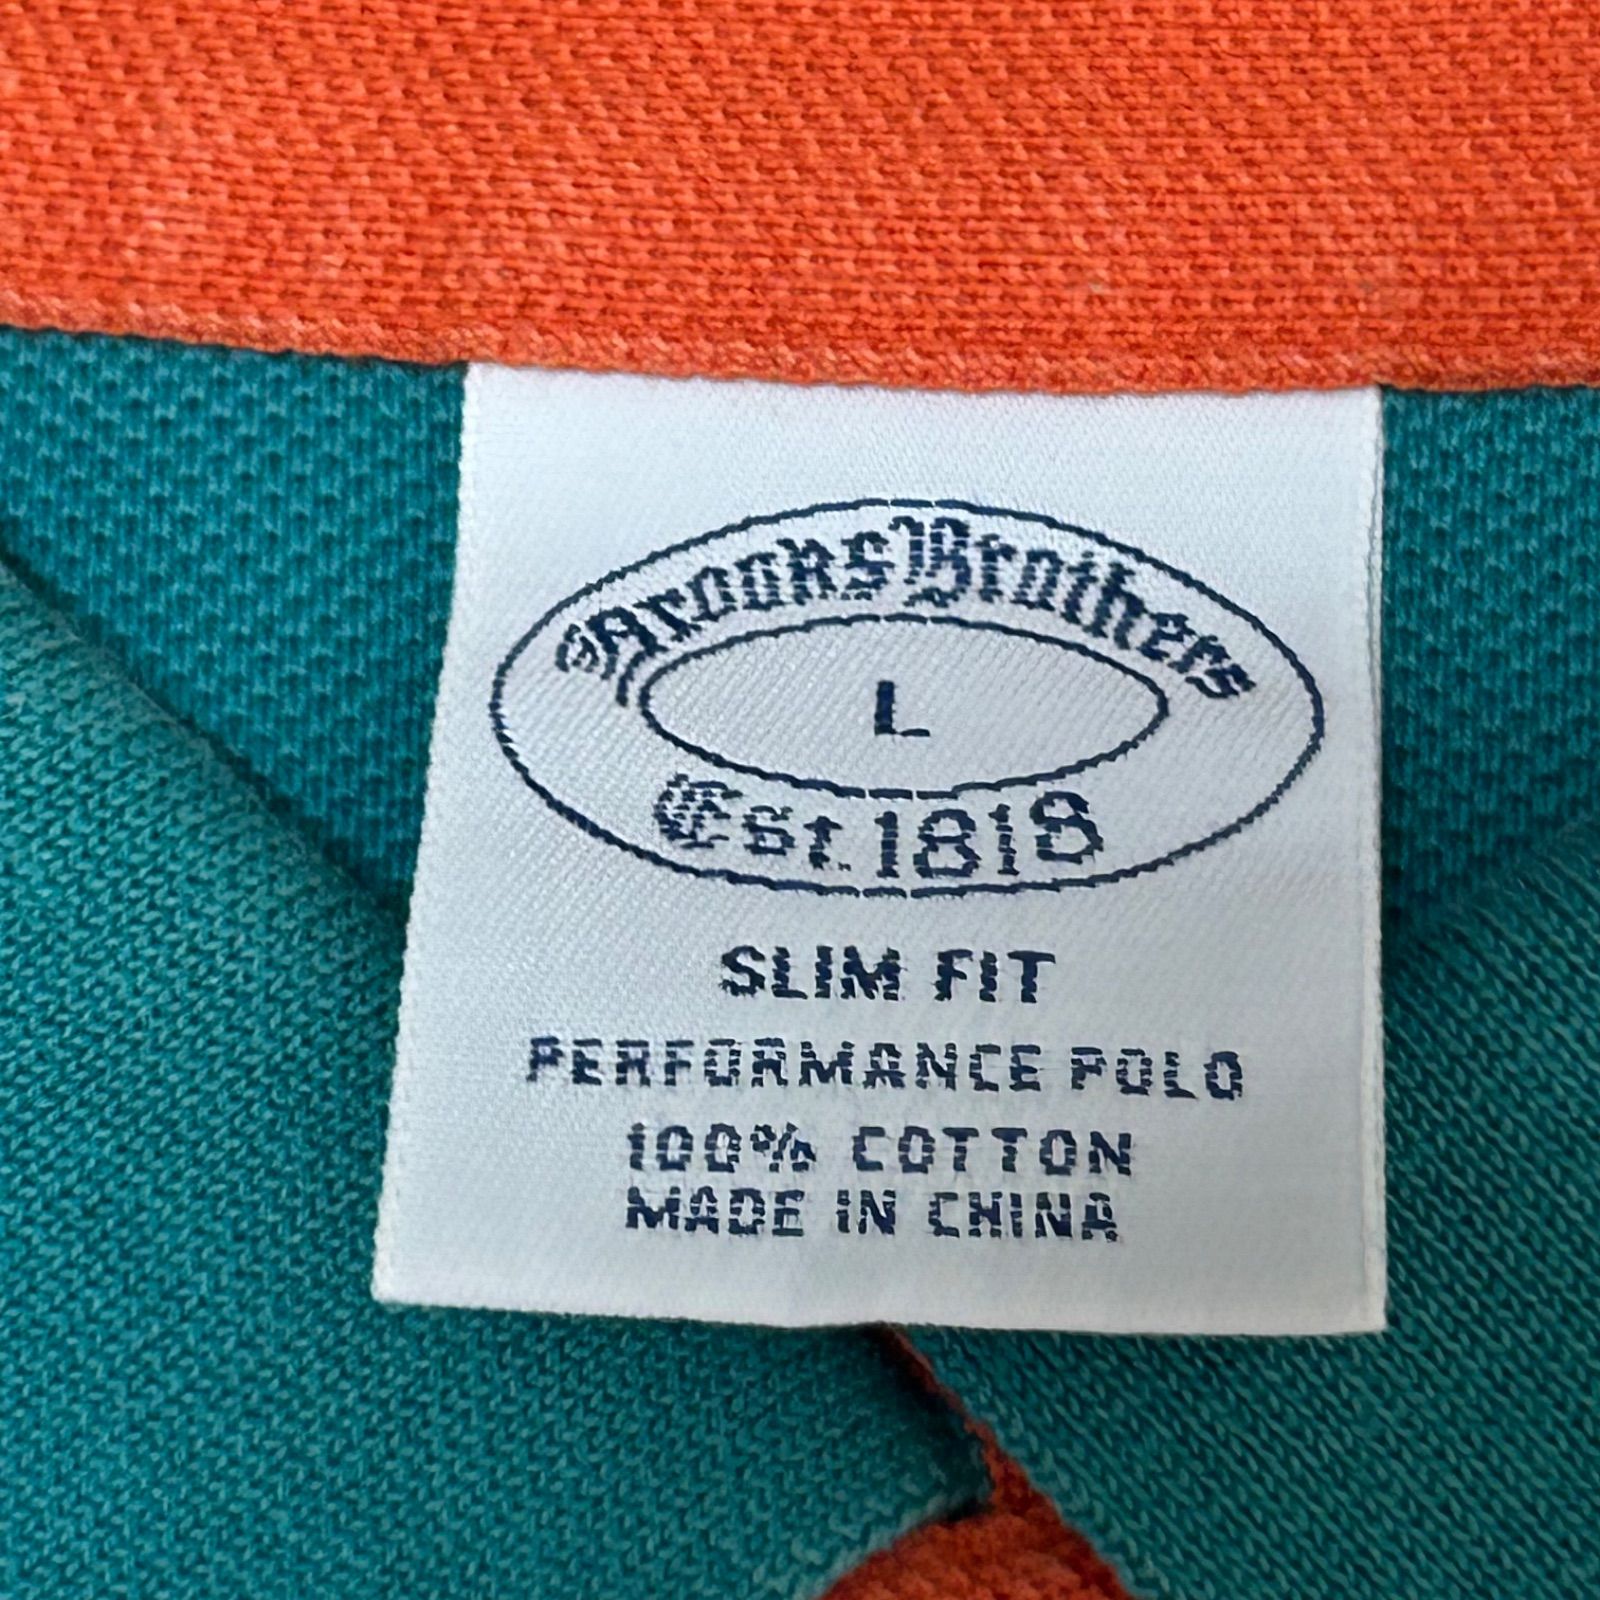 Brooks Brothers
L
Est. 1818
SLIM FIT
PERFORMANCE POLO
100% COTTON
MADE IN CHINA